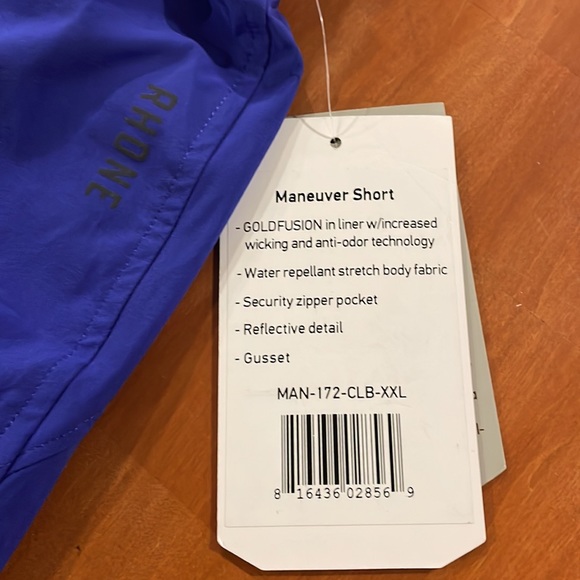 RHONE
Maneuver Short
- GOLDFUSION in liner w/increased
wicking and anti-odor technology
- Water repellant stretch body fabric
- Security zipper pocket
- Reflective detail
- Gusset
MAN-172-CLB-XXL
8 16436 02856 9